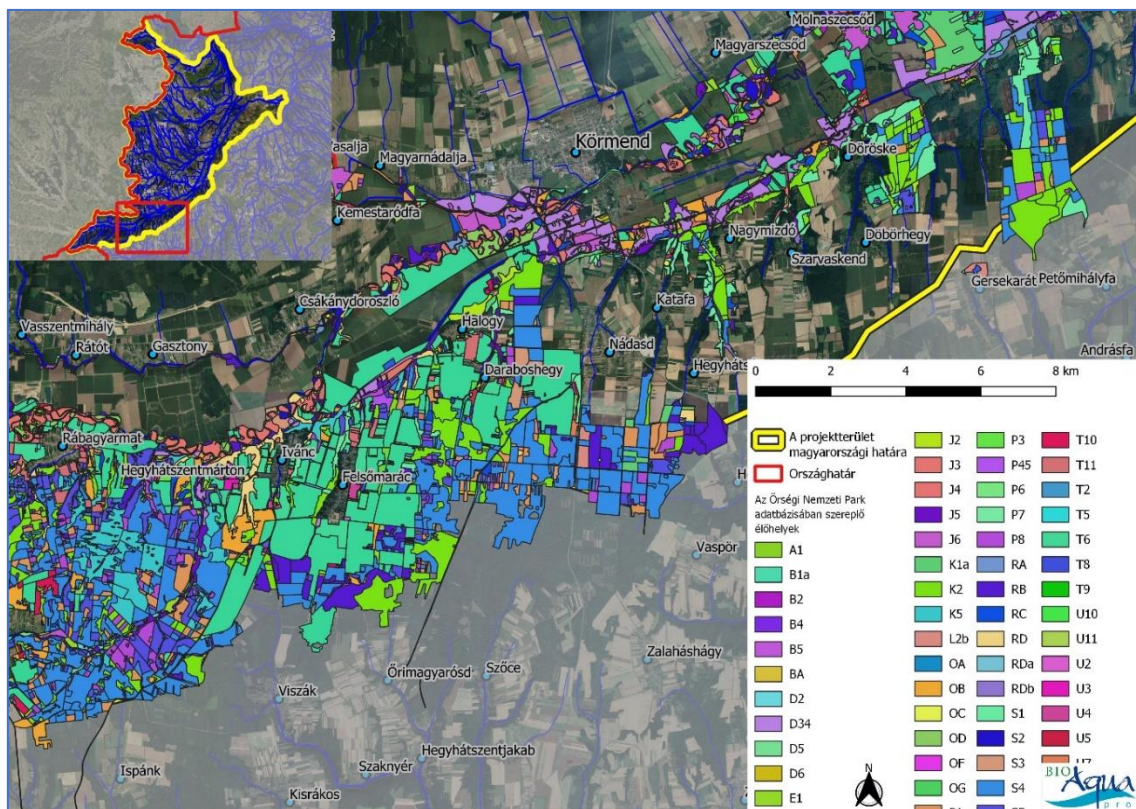 Molnaszecsőd
Magyarszecsőd
Körmend
Vasalja
Magyarnádalja
Döröske
Kemestaródfa
Nagymizdó
Döbörhegy
Szarvaskend
Gersekarát
Petőmihályfa
Csákánydoroszló
Katafa
Vasszentmihály
Halogy
Rátót
Gasztony
Nádasd
Andrásfa
Daraboshegy
Rábagyarmat
Ivánc
Hegyhátszentmárton
Felsőmarác
Vaspör
Zalaháshágy
Őrimagyarósd
Szőce
Viszák
Hegyhátszentjakab
Ispánk
Szaknyér
Kisrákos
0 2 4 6 8 km
A projektterület
magyarországi határa
Országhatár
Az Őrségi Nemzeti Park
adatbázisában szereplő
élőhelyek
A1
B1a
B2
B4
B5
BA
D2
D34
D5
D6
E1
J2
J3
J4
J5
J6
K1a
K2
K5
L2b
OA
OB
OC
OD
OF
OG
P3
P45
P6
P7
P8
RA
RB
RC
RD
RDa
RDb
S1
S2
S3
S4
T10
T11
T2
T5
T6
T8
T9
U10
U11
U2
U3
U4
U5
N
BIO
Aqua
pro